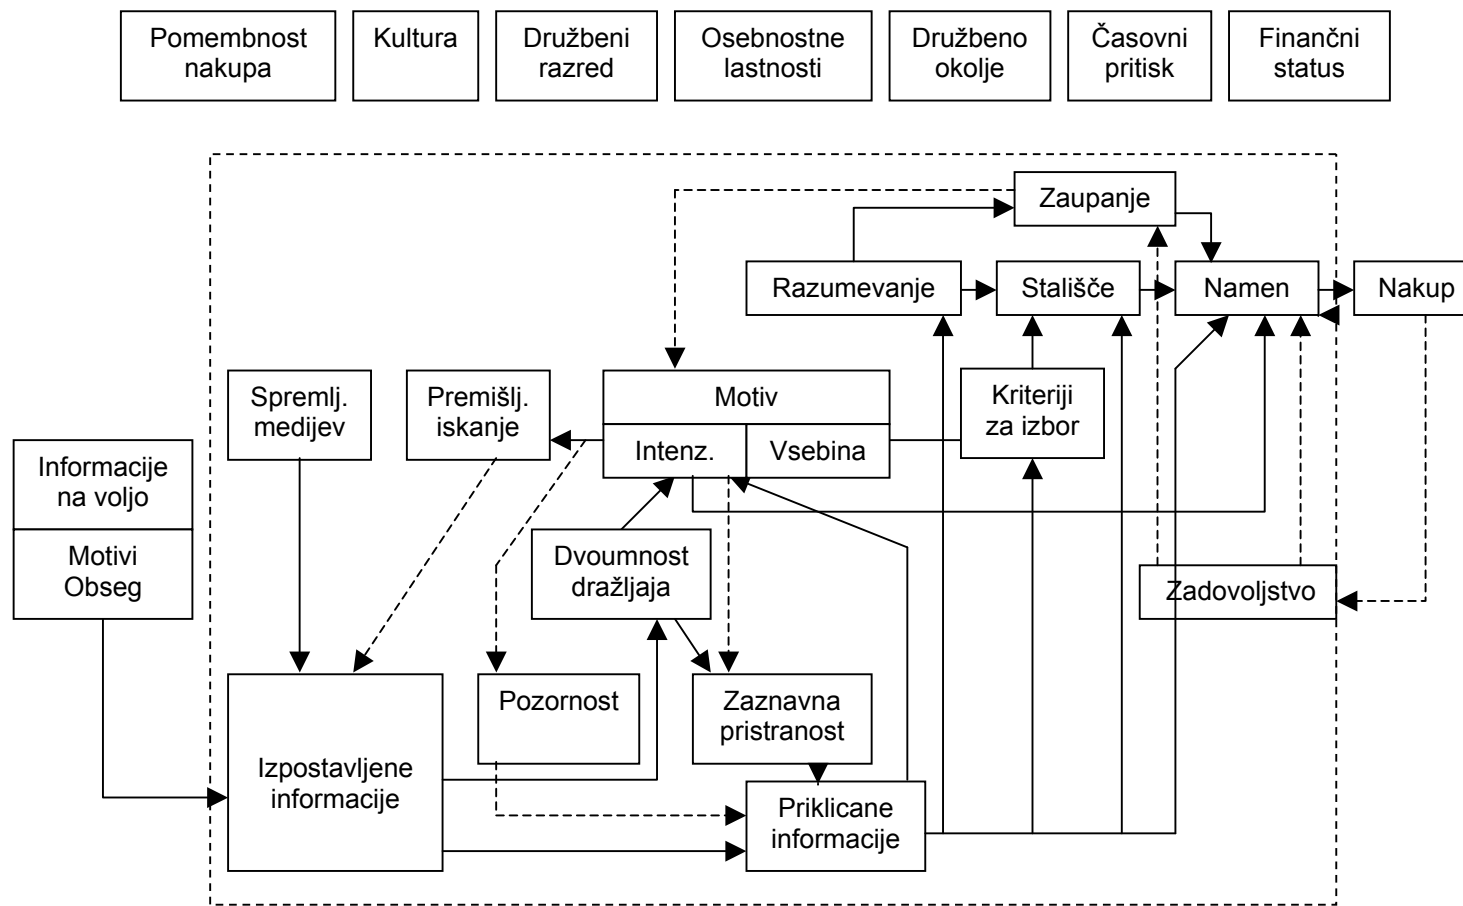 Pomembnost
nakupa
Kultura
Družbeni
razred
Osebnostne
lastnosti
Družbeno
okolje
Časovni
pritisk
Finančni
status
Zaupanje
Razumevanje
Stališče
Namen
Nakup
Spremlj.
medijev
Premišlj.
iskanje
Motiv
Intenz.
Vsebina
Kriteriji
za izbor
Informacije
na voljo
Motivi
Obseg
Dvoumnost
dražljaja
Zadovoljstvo
Izpostavljene
informacije
Pozornost
Zaznavna
pristranost
Priklicane
informacije